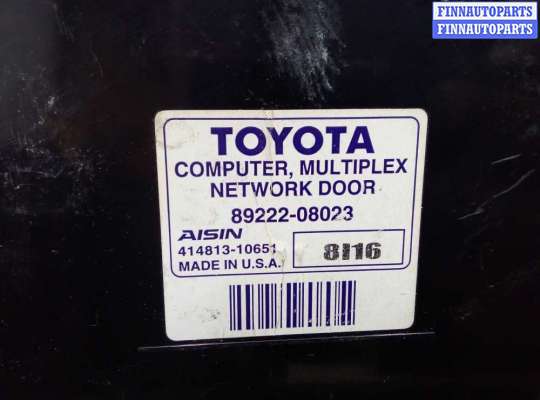 FINNAUTOPARTS
FINNAUTOPARTS
TOYOTA
COMPUTER, MULTIPLEX
NETWORK DOOR
89222-08023
AISIN
414813-10651
8I16
MADE IN U.S.A.